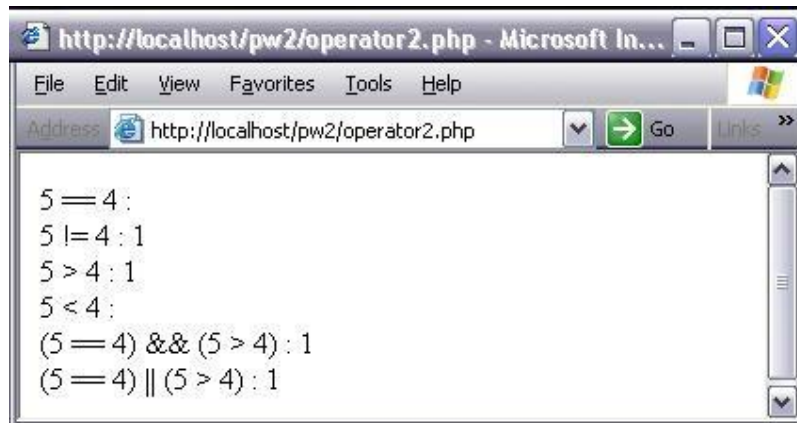 http://localhost/pw2/operator2.php - Microsoft In...
File Edit View Favorites Tools Help
Address http://localhost/pw2/operator2.php Go Links »
5 == 4 :
5 != 4 : 1
5 > 4 : 1
5 < 4 :
(5 == 4) && (5 > 4) : 1
(5 == 4) || (5 > 4) : 1